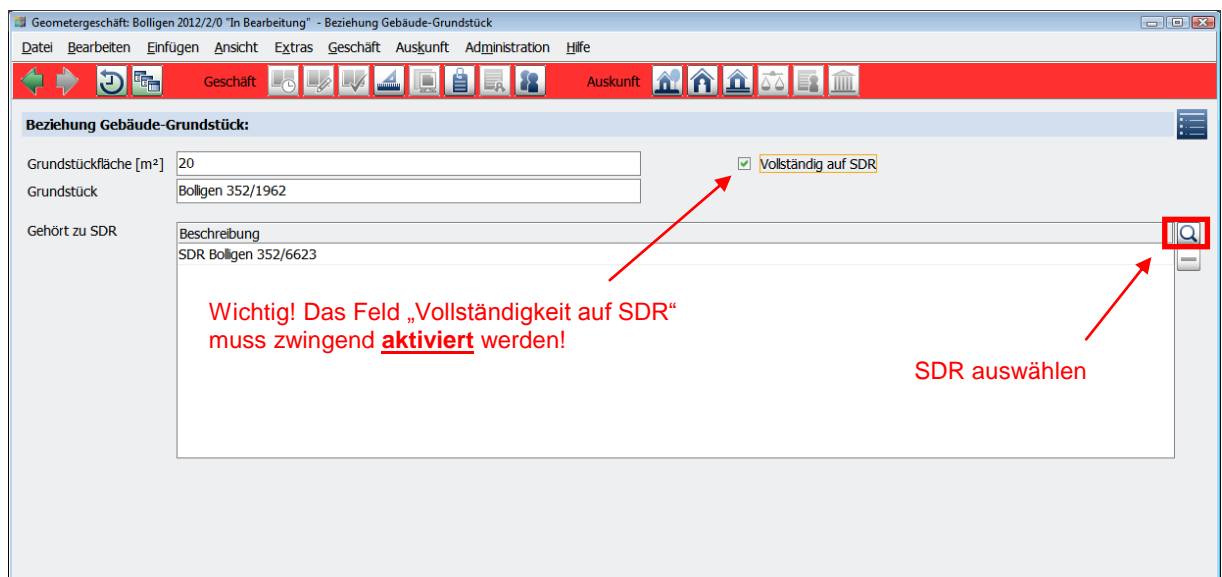 Geometergeschäft: Bolligen 2012/2/0 "In Bearbeitung" - Beziehung Gebäude-Grundstück
Datei Bearbeiten Einfügen Ansicht Extras Geschäft Auskunft Administration Hilfe
Geschäft Auskunft
Beziehung Gebäude-Grundstück:
Grundstückfläche [m²] 20 Vollständig auf SDR
Grundstück Bolligen 352/1962
Gehört zu SDR Beschreibung
SDR Bolligen 352/6623
Wichtig! Das Feld „Vollständigkeit auf SDR“
muss zwingend aktiviert werden!
SDR auswählen